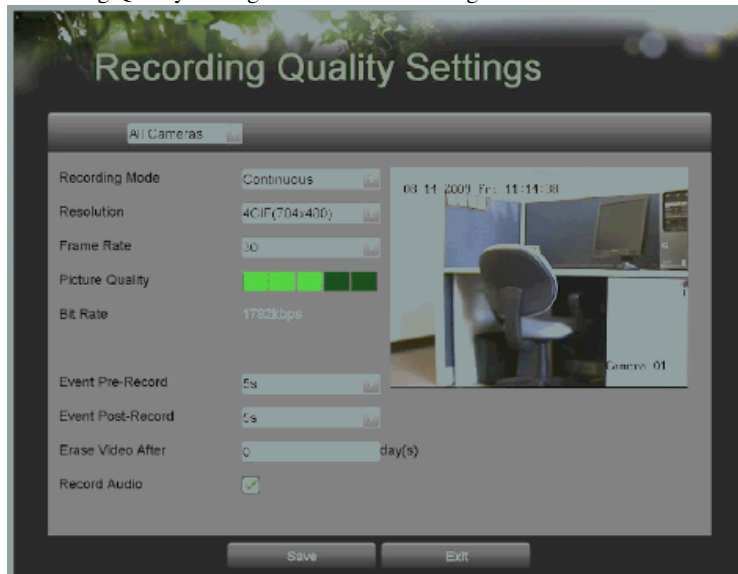 Recording Quality Settings
All Cameras
Recording Mode Continuous
Resolution 4CIF(704x480)
Frame Rate 30
Picture Quality
Bit Rate 1792kbps
Event Pre-Record 5s
Event Post-Record 5s
Erase Video After 0 day(s)
Record Audio
08-14-2009 Fri 11:14:38
Camera 01
Save Exit